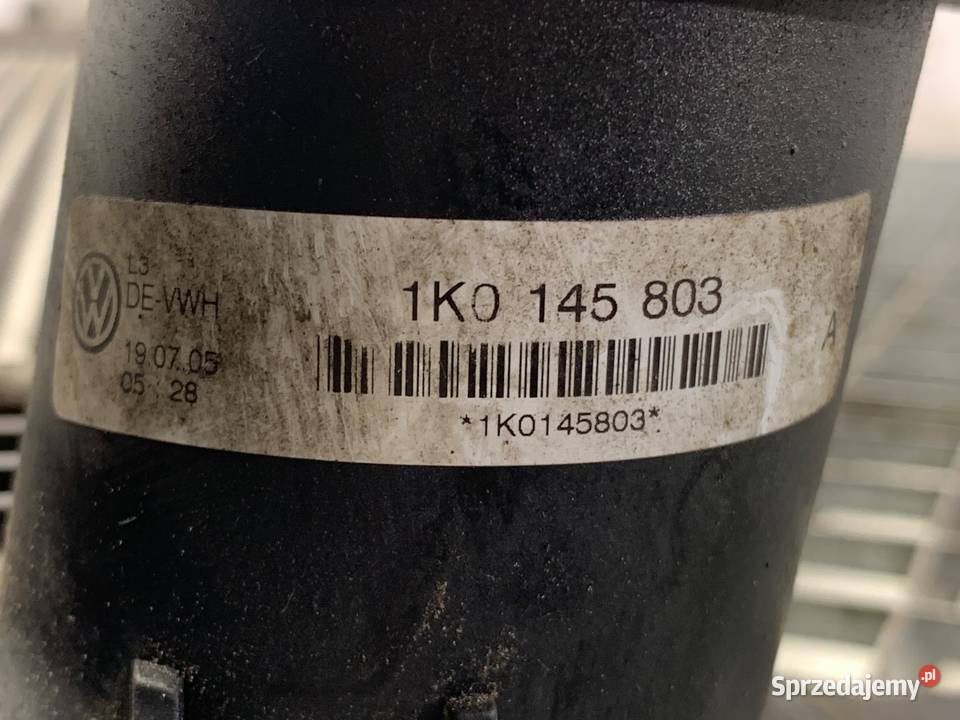 L3
DE-VWH
19.07.05
05:28
1K0 145 803
A
*1K0145803*
Sprzedajemy.pl